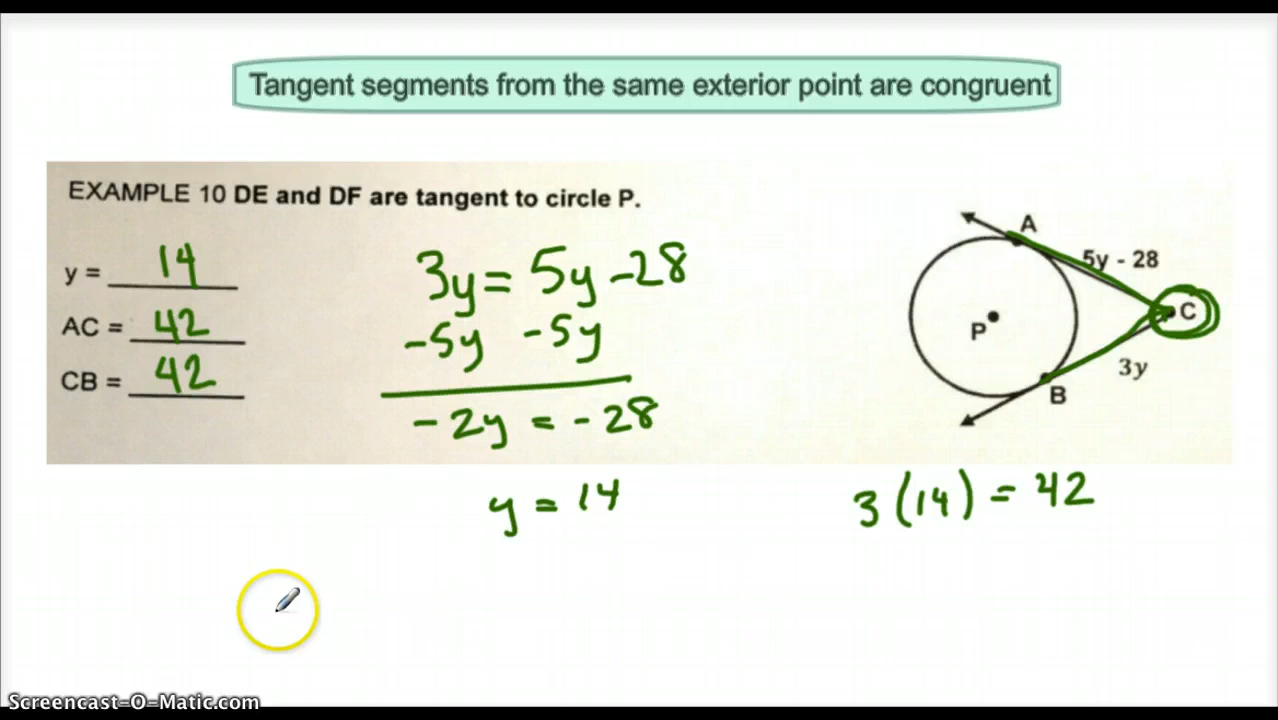 Tangent segments from the same exterior point are congruent
EXAMPLE 10 DE and DF are tangent to circle P.
y = 14
AC = 42
CB = 42
3y = 5y - 28
-5y -5y
-2y = -28
y = 14
A
5y - 28
C
P
3y
B
3 (14) = 42
Screencast-O-Matic.com